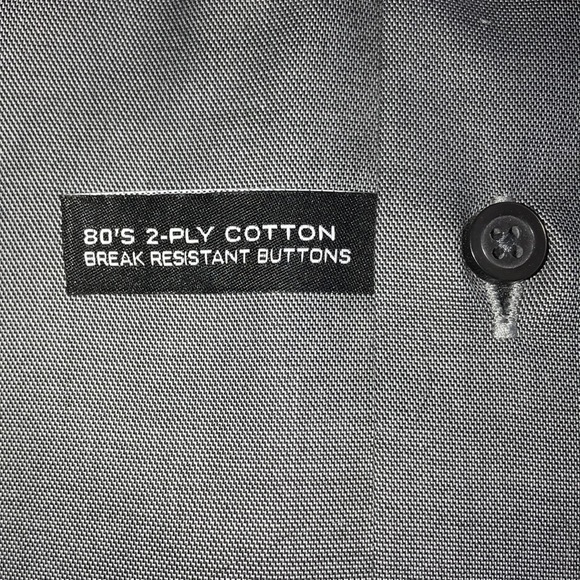 80'S 2-PLY COTTON
BREAK RESISTANT BUTTONS